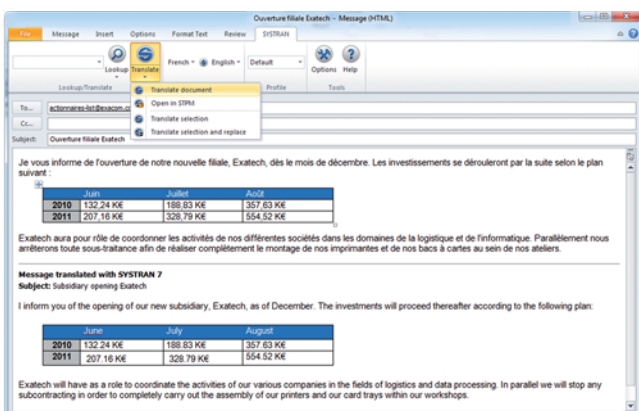 Ouverture filiale Exatech - Message (HTML)
File Message Insert Options Format Text Review SYSTRAN
Lookup Translate French English Default Options Help
Lookup/Translate Profile Tools
Translate document
Open in STPM
Translate selection
Translate selection and replace
To... actionnaires-list@exacom.co
Cc...
Subject: Ouverture filiale Exatech
Je vous informe de l'ouverture de notre nouvelle filiale, Exatech, dès le mois de décembre. Les investissements se dérouleront par la suite selon le plan
suivant :
Juin Juillet Août
2010 132,24 K€ 188,83 K€ 357,63 K€
2011 207,16 K€ 328,79 K€ 554,52 K€
Exatech aura pour rôle de coordonner les activités de nos différentes sociétés dans les domaines de la logistique et de l'informatique. Parallèlement nous
arrêterons toute sous-traitance afin de réaliser complètement le montage de nos imprimantes et de nos bacs à cartes au sein de nos ateliers.
Message translated with SYSTRAN 7
Subject: Subsidiary opening Exatech
I inform you of the opening of our new subsidiary, Exatech, as of December. The investments will proceed thereafter according to the following plan:
June July August
2010 132.24 K€ 188.83 K€ 357.63 K€
2011 207.16 K€ 328.79 K€ 554.52 K€
Exatech will have as a role to coordinate the activities of our various companies in the fields of logistics and data processing. In parallel we will stop any
subcontracting in order to completely carry out the assembly of our printers and our card trays within our workshops.